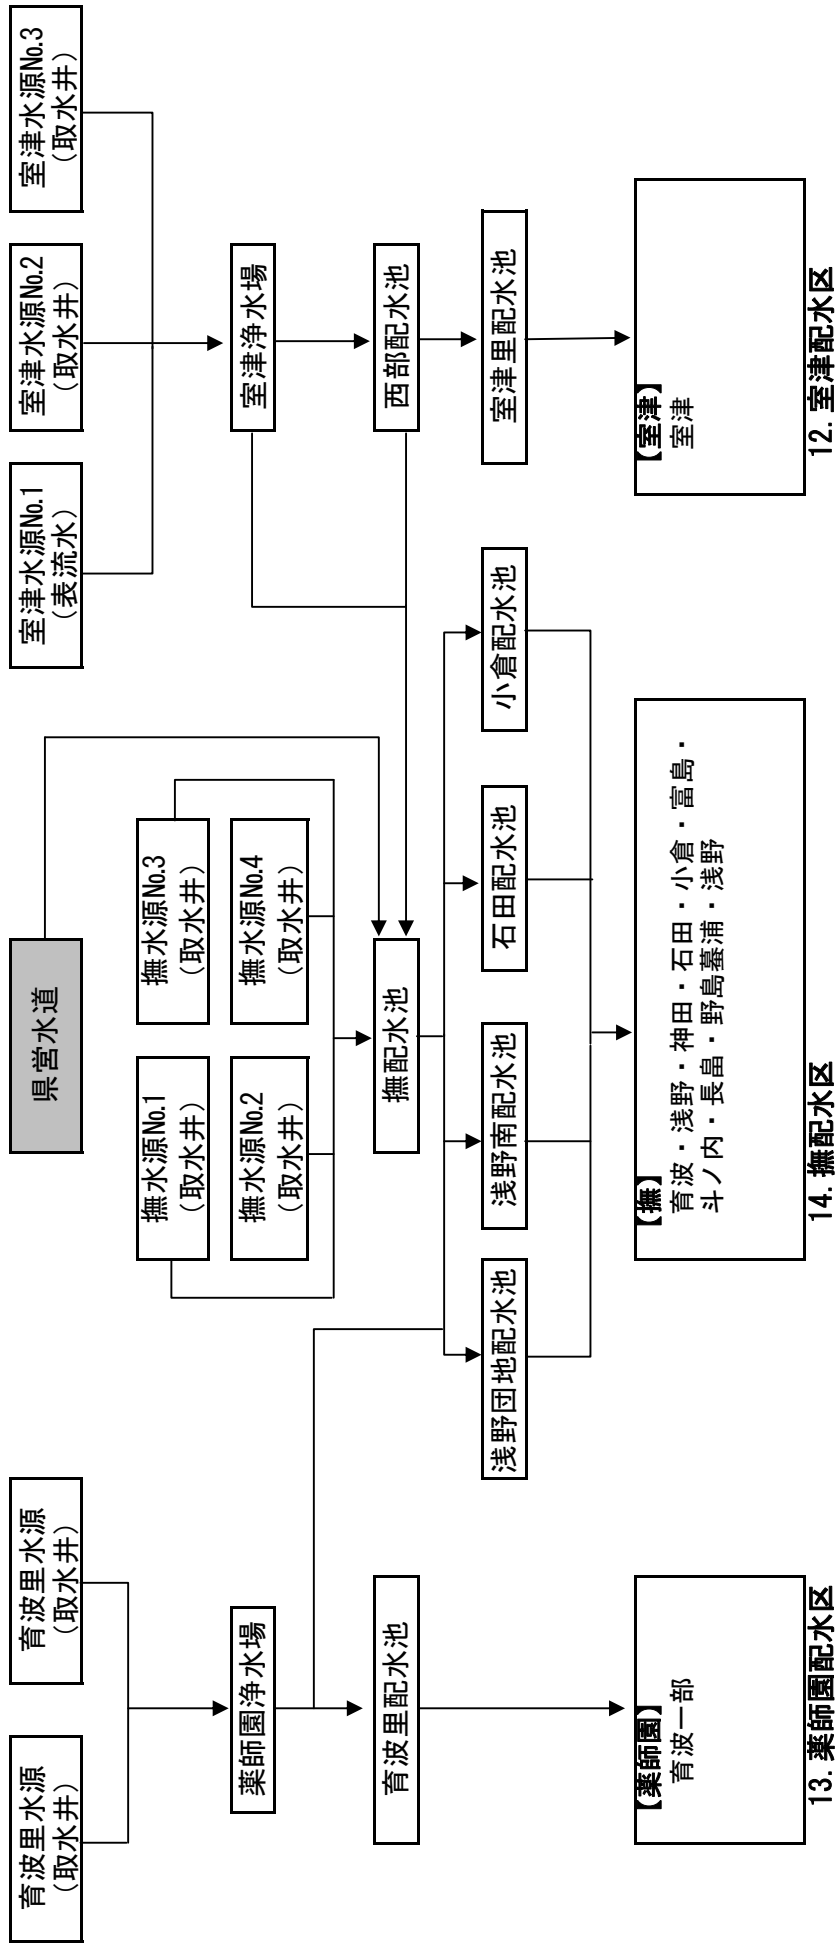 育波里水源
（取水井）
育波里水源
（取水井）
県営水道
室津水源No.1
（表流水）
室津水源No.2
（取水井）
室津水源No.3
（取水井）
撫水源No.1
（取水井）
撫水源No.3
（取水井）
撫水源No.2
（取水井）
撫水源No.4
（取水井）
薬師園浄水場
室津浄水場
育波里配水池
撫配水池
西部配水池
浅野団地配水池
浅野南配水池
石田配水池
小倉配水池
室津里配水池
【薬師園】
育波一部
【撫】
育波・浅野・神田・石田・小倉・富島・
斗ノ内・長畠・野島蟇浦・浅野
【室津】
室津
13. 薬師園配水区
14. 撫配水区
12. 室津配水区